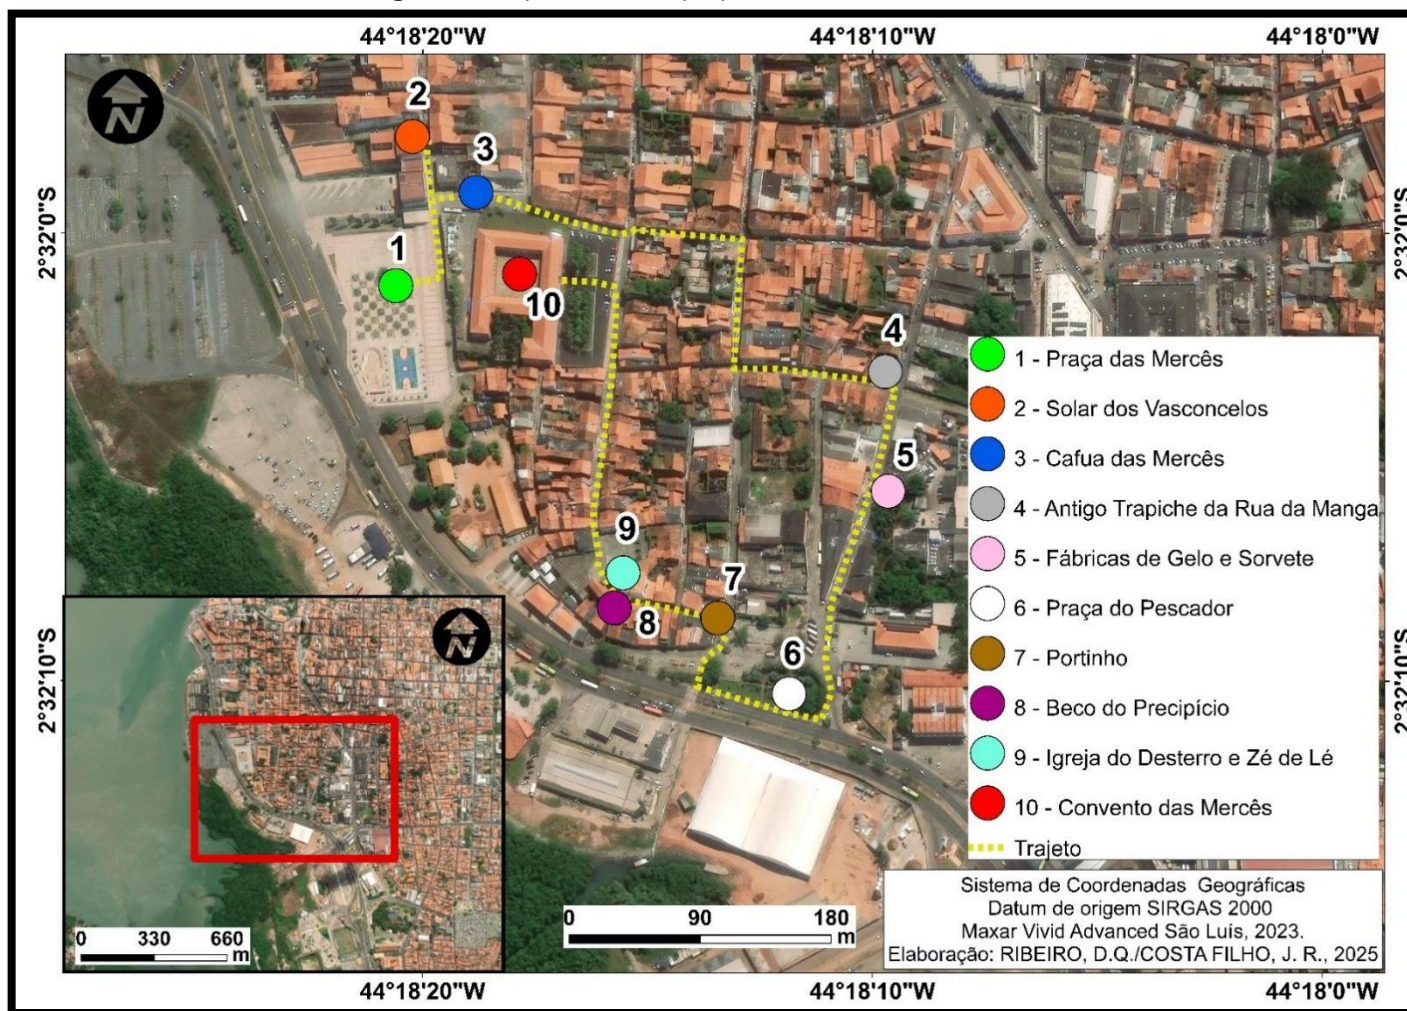 44°18'20"W 44°18'10"W 44°18'0"W
N
2
3
2°32'0"S 2°32'0"S
1
10
4
1 - Praça das Mercês
2 - Solar dos Vasconcelos
3 - Cafua das Mercês
4 - Antigo Trapiche da Rua da Manga
5 - Fábricas de Gelo e Sorvete
6 - Praça do Pescador
7 - Portinho
8 - Beco do Precipício
9 - Igreja do Desterro e Zé de Lé
10 - Convento das Mercês
Trajeto
5
9
7
8
6
N
2°32'10"S 2°32'10"S
0 330 660
m
0 90 180
m
Sistema de Coordenadas Geográficas
Datum de origem SIRGAS 2000
Maxar Vivid Advanced São Luís, 2023.
Elaboração: RIBEIRO, D.Q./COSTA FILHO, J. R., 2025
44°18'20"W 44°18'10"W 44°18'0"W